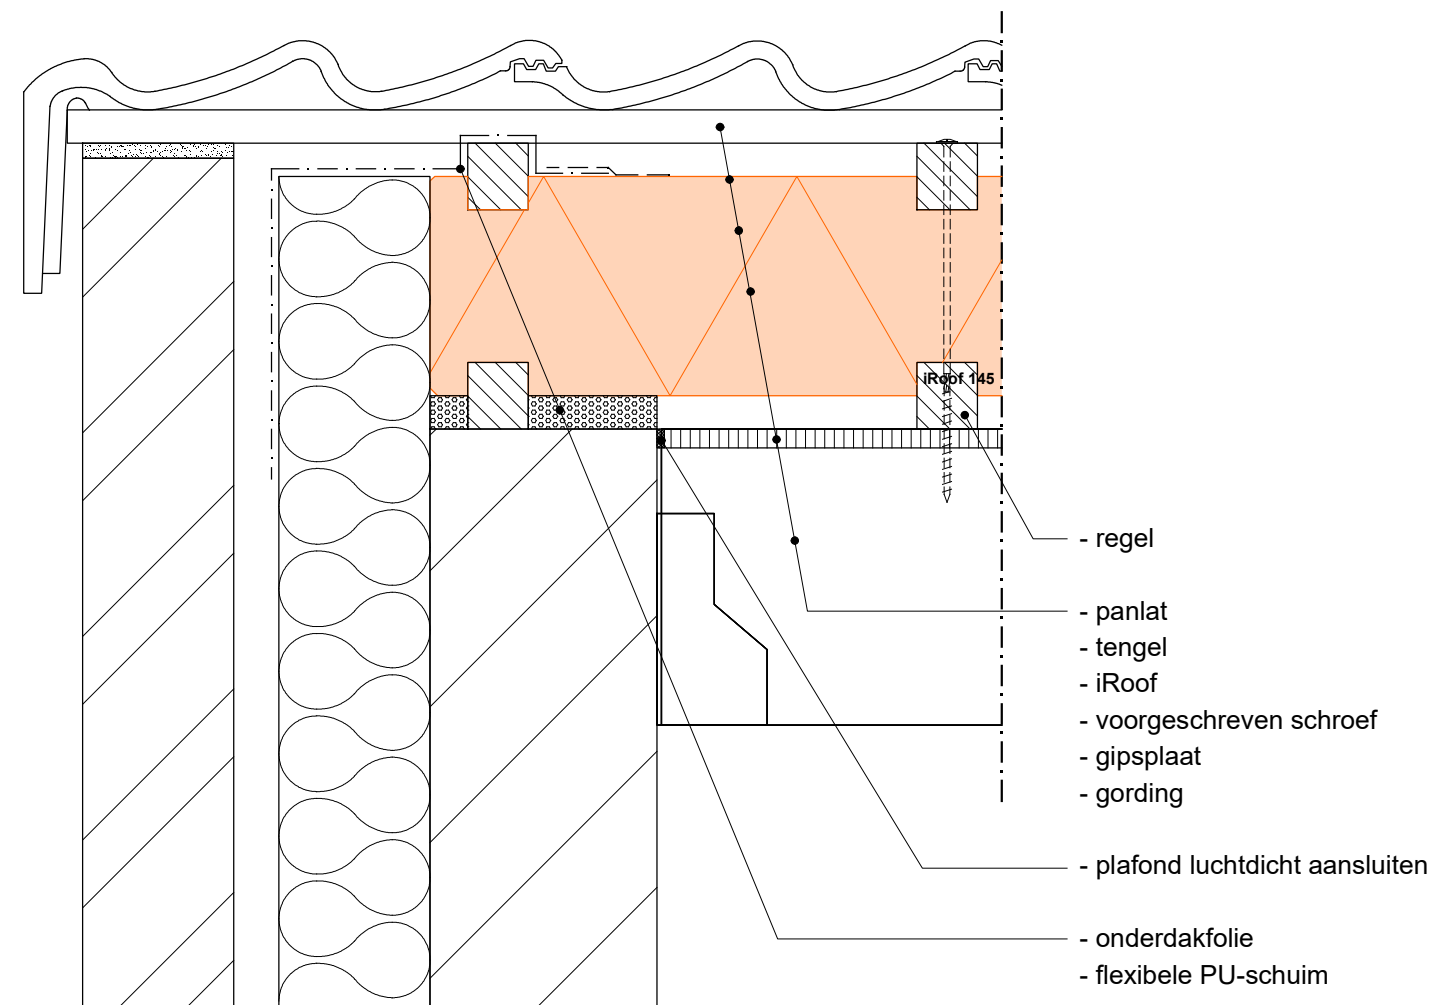 iRoof 145
- regel
- panlat
- tengel
- iRoof
- voorgeschreven schroef
- gipsplaat
- gording
- plafond luchtdicht aansluiten
- onderdakfolie
- flexibele PU-schuim